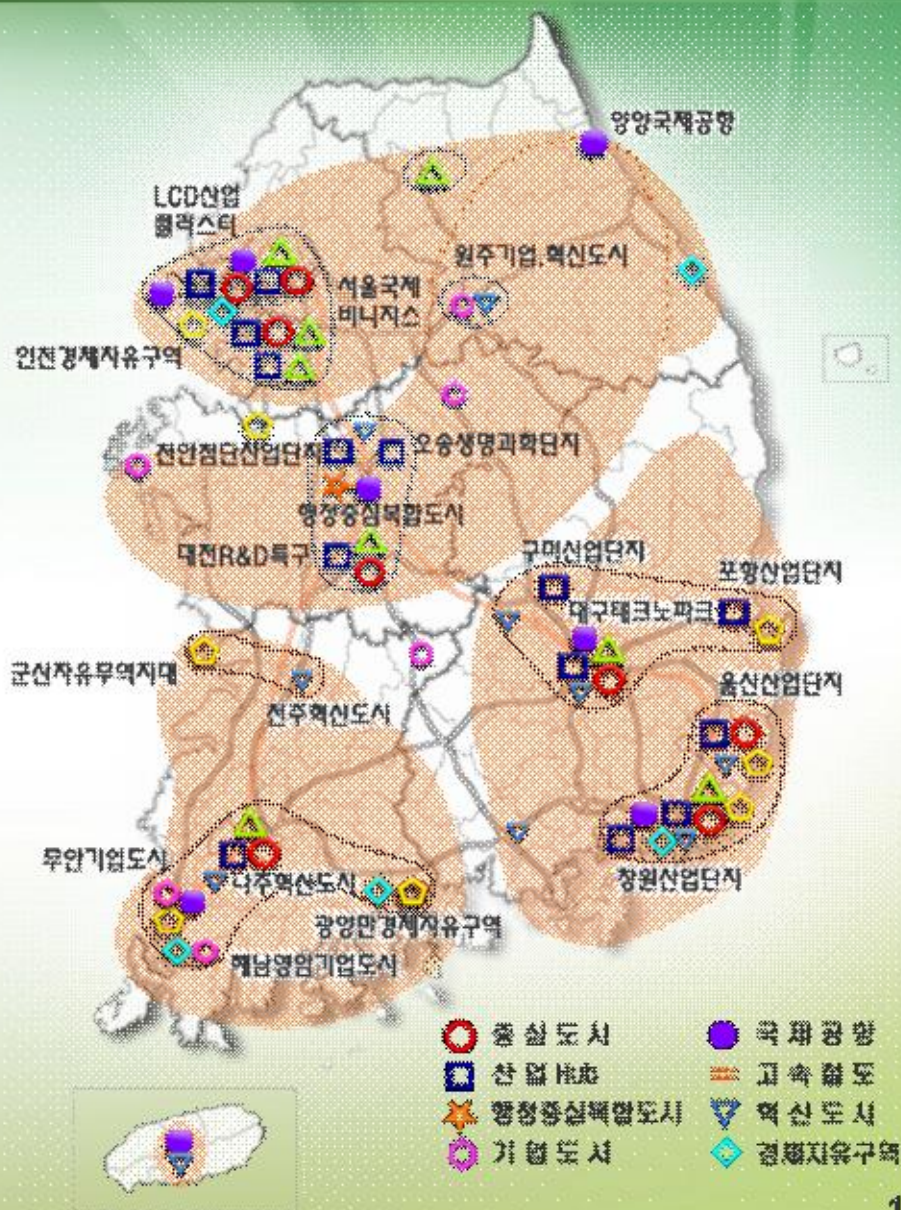 양양국제공항
LCD산업
클러스터
원주기업.혁신도시
서울국제
비니지스
인천경제자유구역
천안첨단산업단지
오송생명과학단지
행정중심복합도시
대전R&D특구
구미산업단지
포항산업단지
대구테크노파크
군산자유무역지대
울산산업단지
전주혁신도시
무안기업도시
나주혁신도시
창원산업단지
광양만경제자유구역
해남영암기업도시
중심도시
국제공항
산업 Hub
고속철도
행정중심복합도시
혁신도시
기업도시
경제자유구역
1